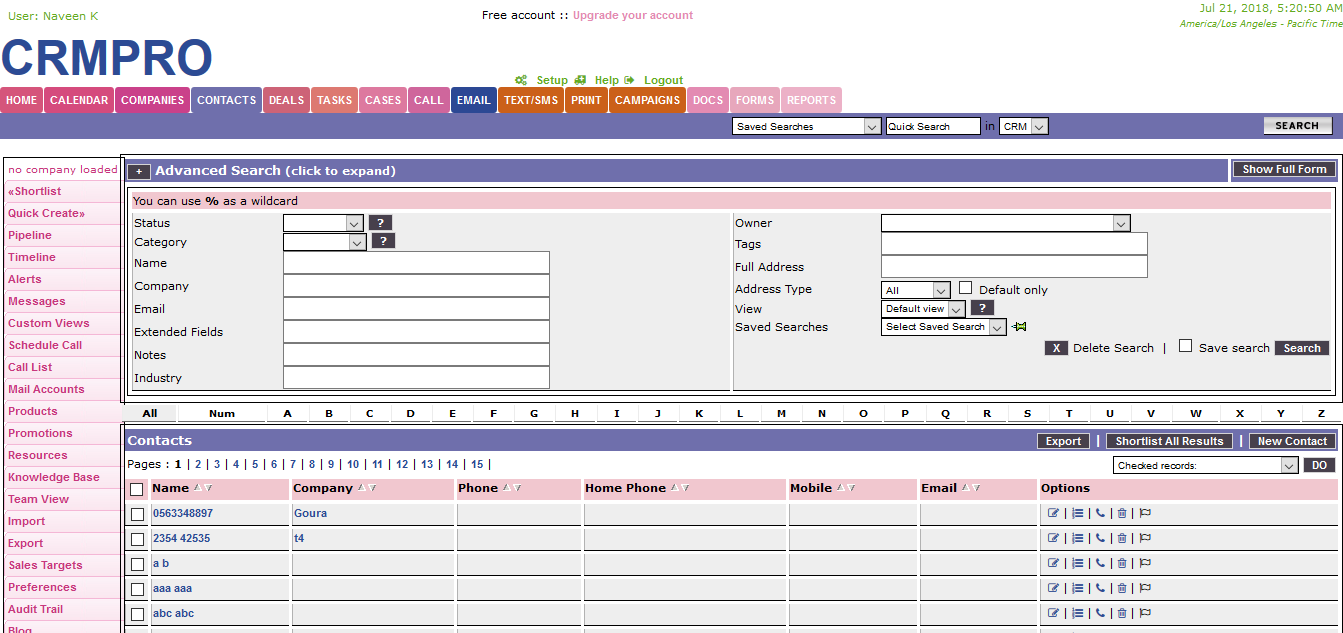 User: Naveen K
Free account :: Upgrade your account
Jul 21, 2018, 5:20:50 AM
America/Los Angeles - Pacific Time
CRMPRO
Setup Help Logout
HOME CALENDAR COMPANIES CONTACTS DEALS TASKS CASES CALL EMAIL TEXT/SMS PRINT CAMPAIGNS DOCS FORMS REPORTS
Saved Searches Quick Search in CRM SEARCH
no company loaded
«Shortlist
Quick Create»
Pipeline
Timeline
Alerts
Messages
Custom Views
Schedule Call
Call List
Mail Accounts
Products
Promotions
Resources
Knowledge Base
Team View
Import
Export
Sales Targets
Preferences
Audit Trail
Blog
+ Advanced Search (click to expand) Show Full Form
You can use % as a wildcard
Status ?
Category ?
Name
Company
Email
Extended Fields
Notes
Industry
Owner
Tags
Full Address
Address Type All Default only
View Default view ?
Saved Searches Select Saved Search
X Delete Search | Save search Search
All Num A B C D E F G H I J K L M N O P Q R S T U V W X Y Z
Contacts Export | Shortlist All Results | New Contact
Pages : 1 | 2 | 3 | 4 | 5 | 6 | 7 | 8 | 9 | 10 | 11 | 12 | 13 | 14 | 15 |
Checked records: DO
Name Company Phone Home Phone Mobile Email Options
0563348897 Goura | | | |
2354 42535 t4 | | | |
a b | | | |
aaa aaa | | | |
abc abc | | | |